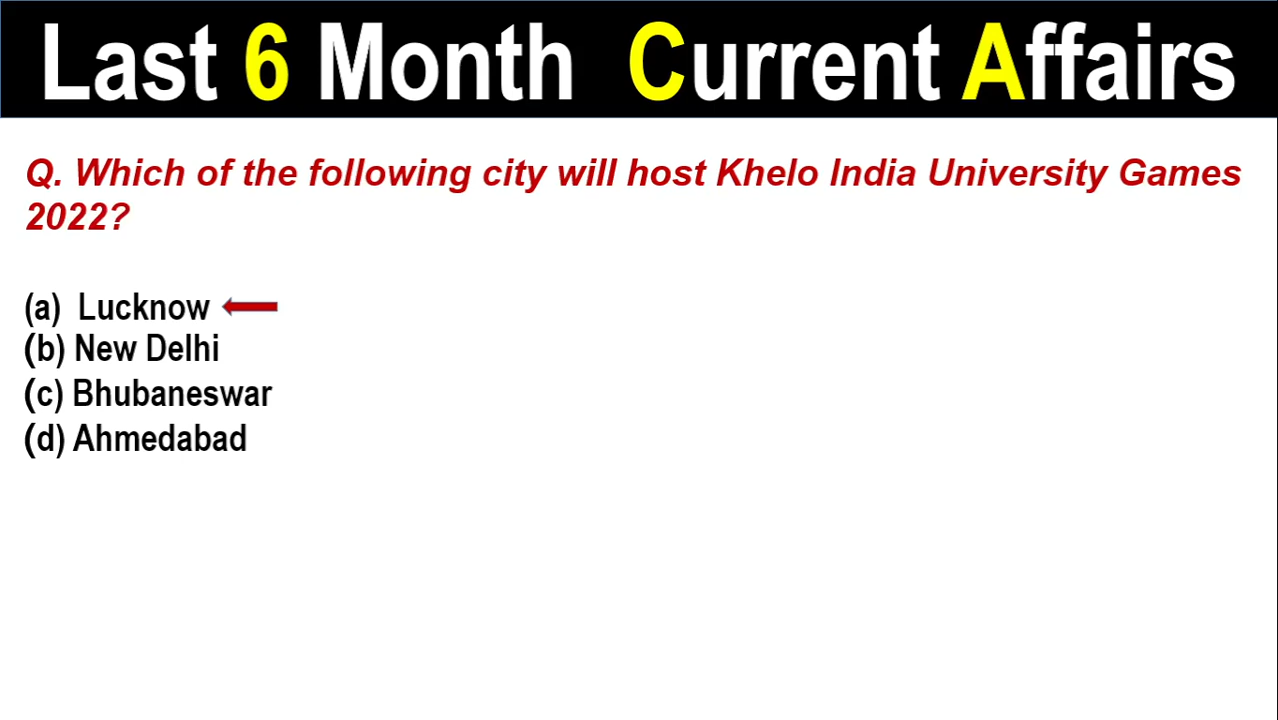 Last 6 Month Current Affairs
Q. Which of the following city will host Khelo India University Games
2022?
(a) Lucknow
(b) New Delhi
(c) Bhubaneswar
(d) Ahmedabad